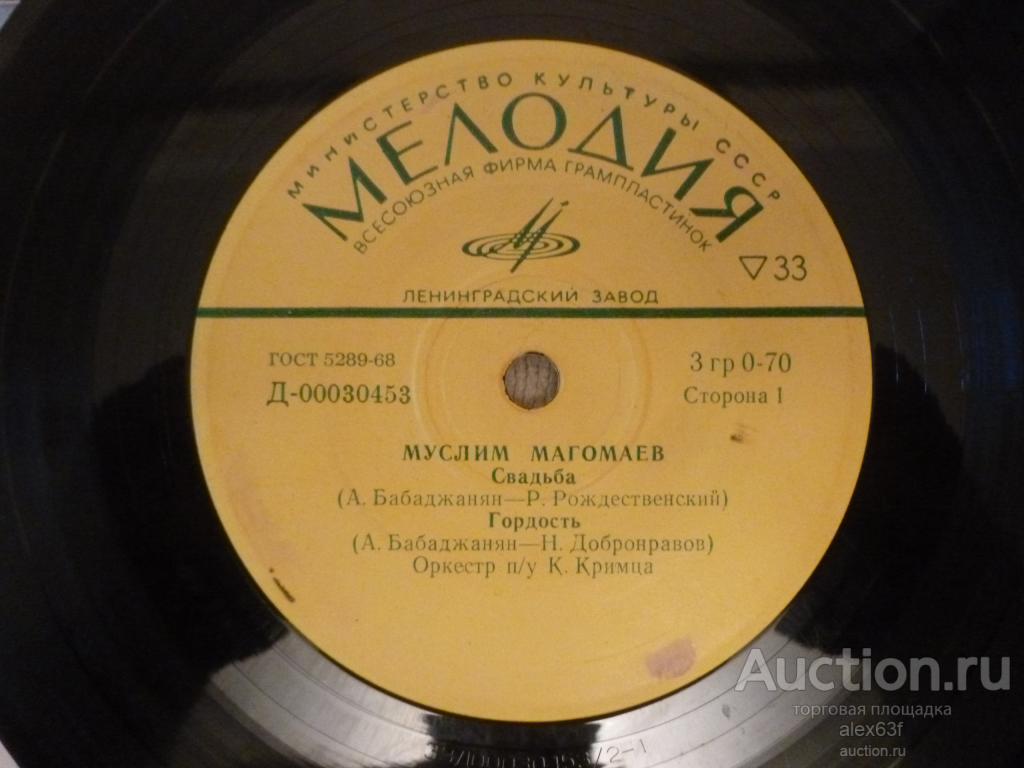 МИНИСТЕРСТВО КУЛЬТУРЫ СССР
МЕЛОДИЯ
ВСЕСОЮЗНАЯ ФИРМА ГРАМПЛАСТИНОК
▽33
ЛЕНИНГРАДСКИЙ ЗАВОД
ГОСТ 5289-68
3 гр 0-70
Д-00030453
Сторона 1
МУСЛИМ МАГОМАЕВ
Свадьба
(А. Бабаджанян—Р. Рождественский)
Гордость
(А. Бабаджанян—Н. Добронравов)
Оркестр п/у К. Кримца
Auction.ru
торговая площадка
alex63f
auction.ru